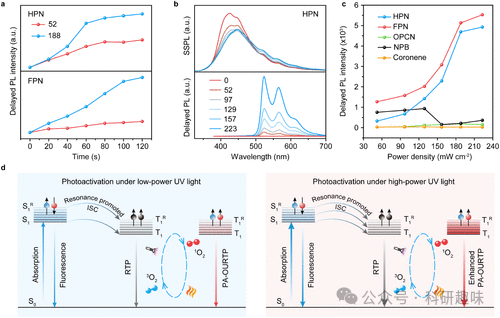 a
HPN
52
188
FPN
Delayed PL intensity (a.u.)
0 20 40 60 80 100 120
Time (s)
b
HPN
SSPL (a.u.)
HPN
Delayed PL (a.u.)
0
52
97
129
157
223
300 400 500 600 700
Wavelength (nm)
c
Delayed PL intensity (×10⁵)
HPN
FPN
OPCN
NPB
Coronene
0 1 2 3 4 5 6
30 60 90 120 150 180 210
Power density (mW cm⁻²)
d
Photoactivation under low-power UV light
S₁ᴿ
S₁
Resonance promoted
ISC
T₁ᴿ
T₁
T₁ᴿ
T₁
Absorption
Fluorescence
RTP
¹O₂
³O₂
PA-OURTP
S₀
Photoactivation under high-power UV light
S₁ᴿ
S₁
Resonance promoted
ISC
T₁ᴿ
T₁
T₁ᴿ
T₁
Absorption
Fluorescence
RTP
¹O₂
³O₂
Enhanced
PA-OURTP
S₀
公众号·科研趣味